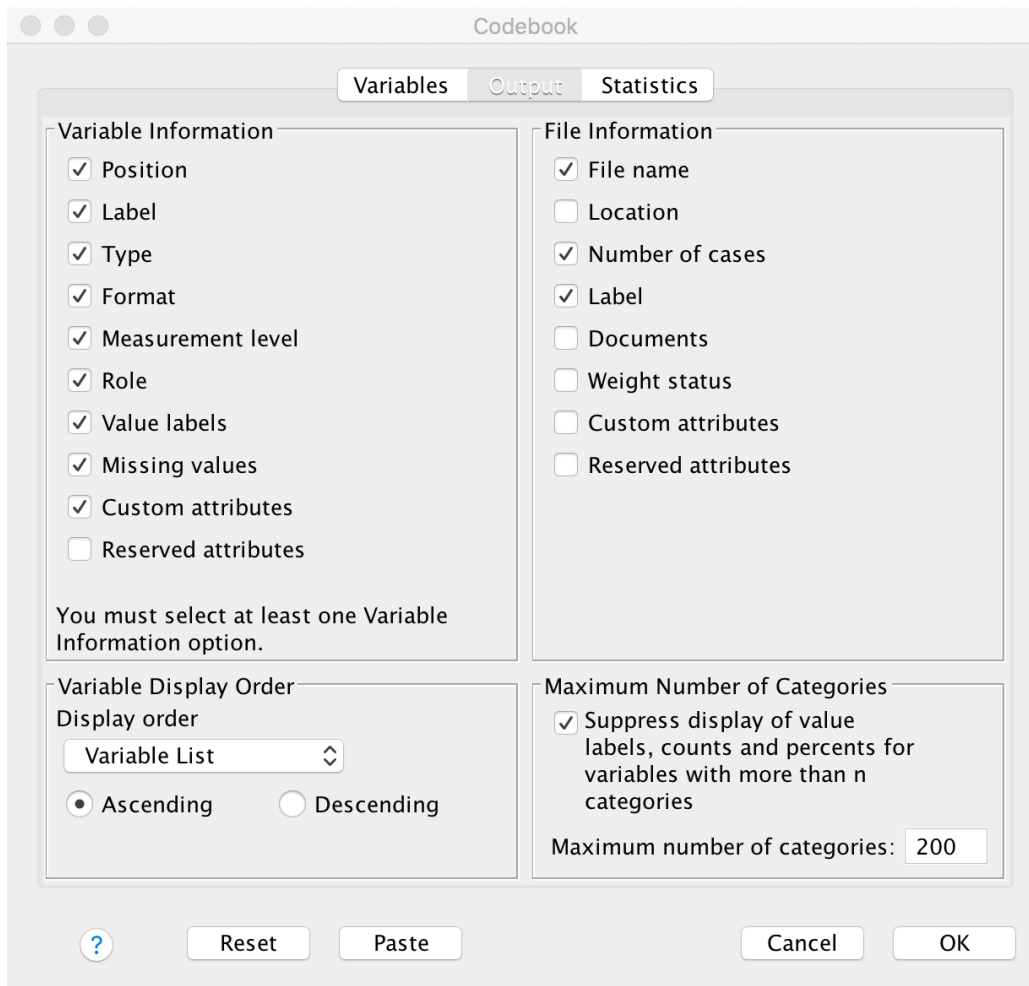 Codebook
Variables
Output
Statistics
Variable Information
Position
Label
Type
Format
Measurement level
Role
Value labels
Missing values
Custom attributes
Reserved attributes
You must select at least one Variable
Information option.
File Information
File name
Location
Number of cases
Label
Documents
Weight status
Custom attributes
Reserved attributes
Variable Display Order
Display order
Variable List
Ascending
Descending
Maximum Number of Categories
Suppress display of value
labels, counts and percents for
variables with more than n
categories
Maximum number of categories: 200
?
Reset
Paste
Cancel
OK